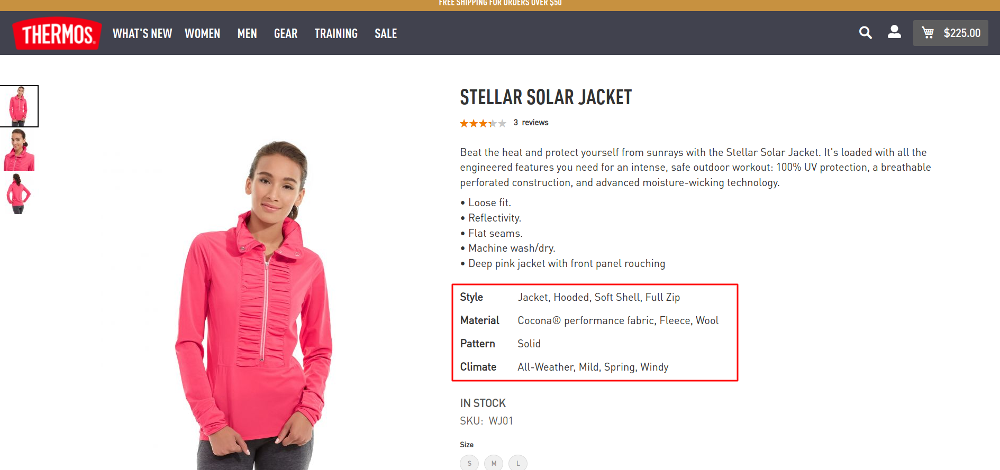 FREE SHIPPING FOR ORDERS OVER $50
THERMOS®
WHAT'S NEW WOMEN MEN GEAR TRAINING SALE
$225.00
STELLAR SOLAR JACKET
3 reviews
Beat the heat and protect yourself from sunrays with the Stellar Solar Jacket. It's loaded with all the
engineered features you need for an intense, safe outdoor workout: 100% UV protection, a breathable
perforated construction, and advanced moisture-wicking technology.
• Loose fit.
• Reflectivity.
• Flat seams.
• Machine wash/dry.
• Deep pink jacket with front panel rouching
Style Jacket, Hooded, Soft Shell, Full Zip
Material Cocona® performance fabric, Fleece, Wool
Pattern Solid
Climate All-Weather, Mild, Spring, Windy
IN STOCK
SKU: WJ01
Size
S M L